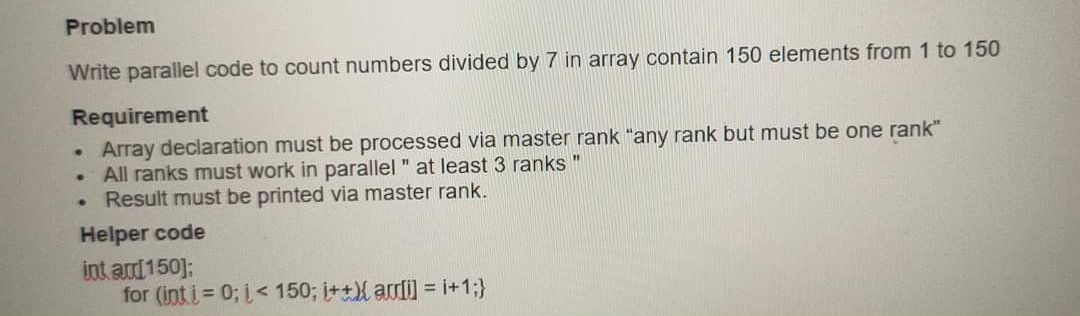 Problem
Write parallel code to count numbers divided by 7 in array contain 150 elements from 1 to 150
Requirement
• Array declaration must be processed via master rank "any rank but must be one rank"
• All ranks must work in parallel " at least 3 ranks "
• Result must be printed via master rank.
Helper code
int arr[150];
for (int i = 0; i < 150; i++){ arr[i] = i+1;}